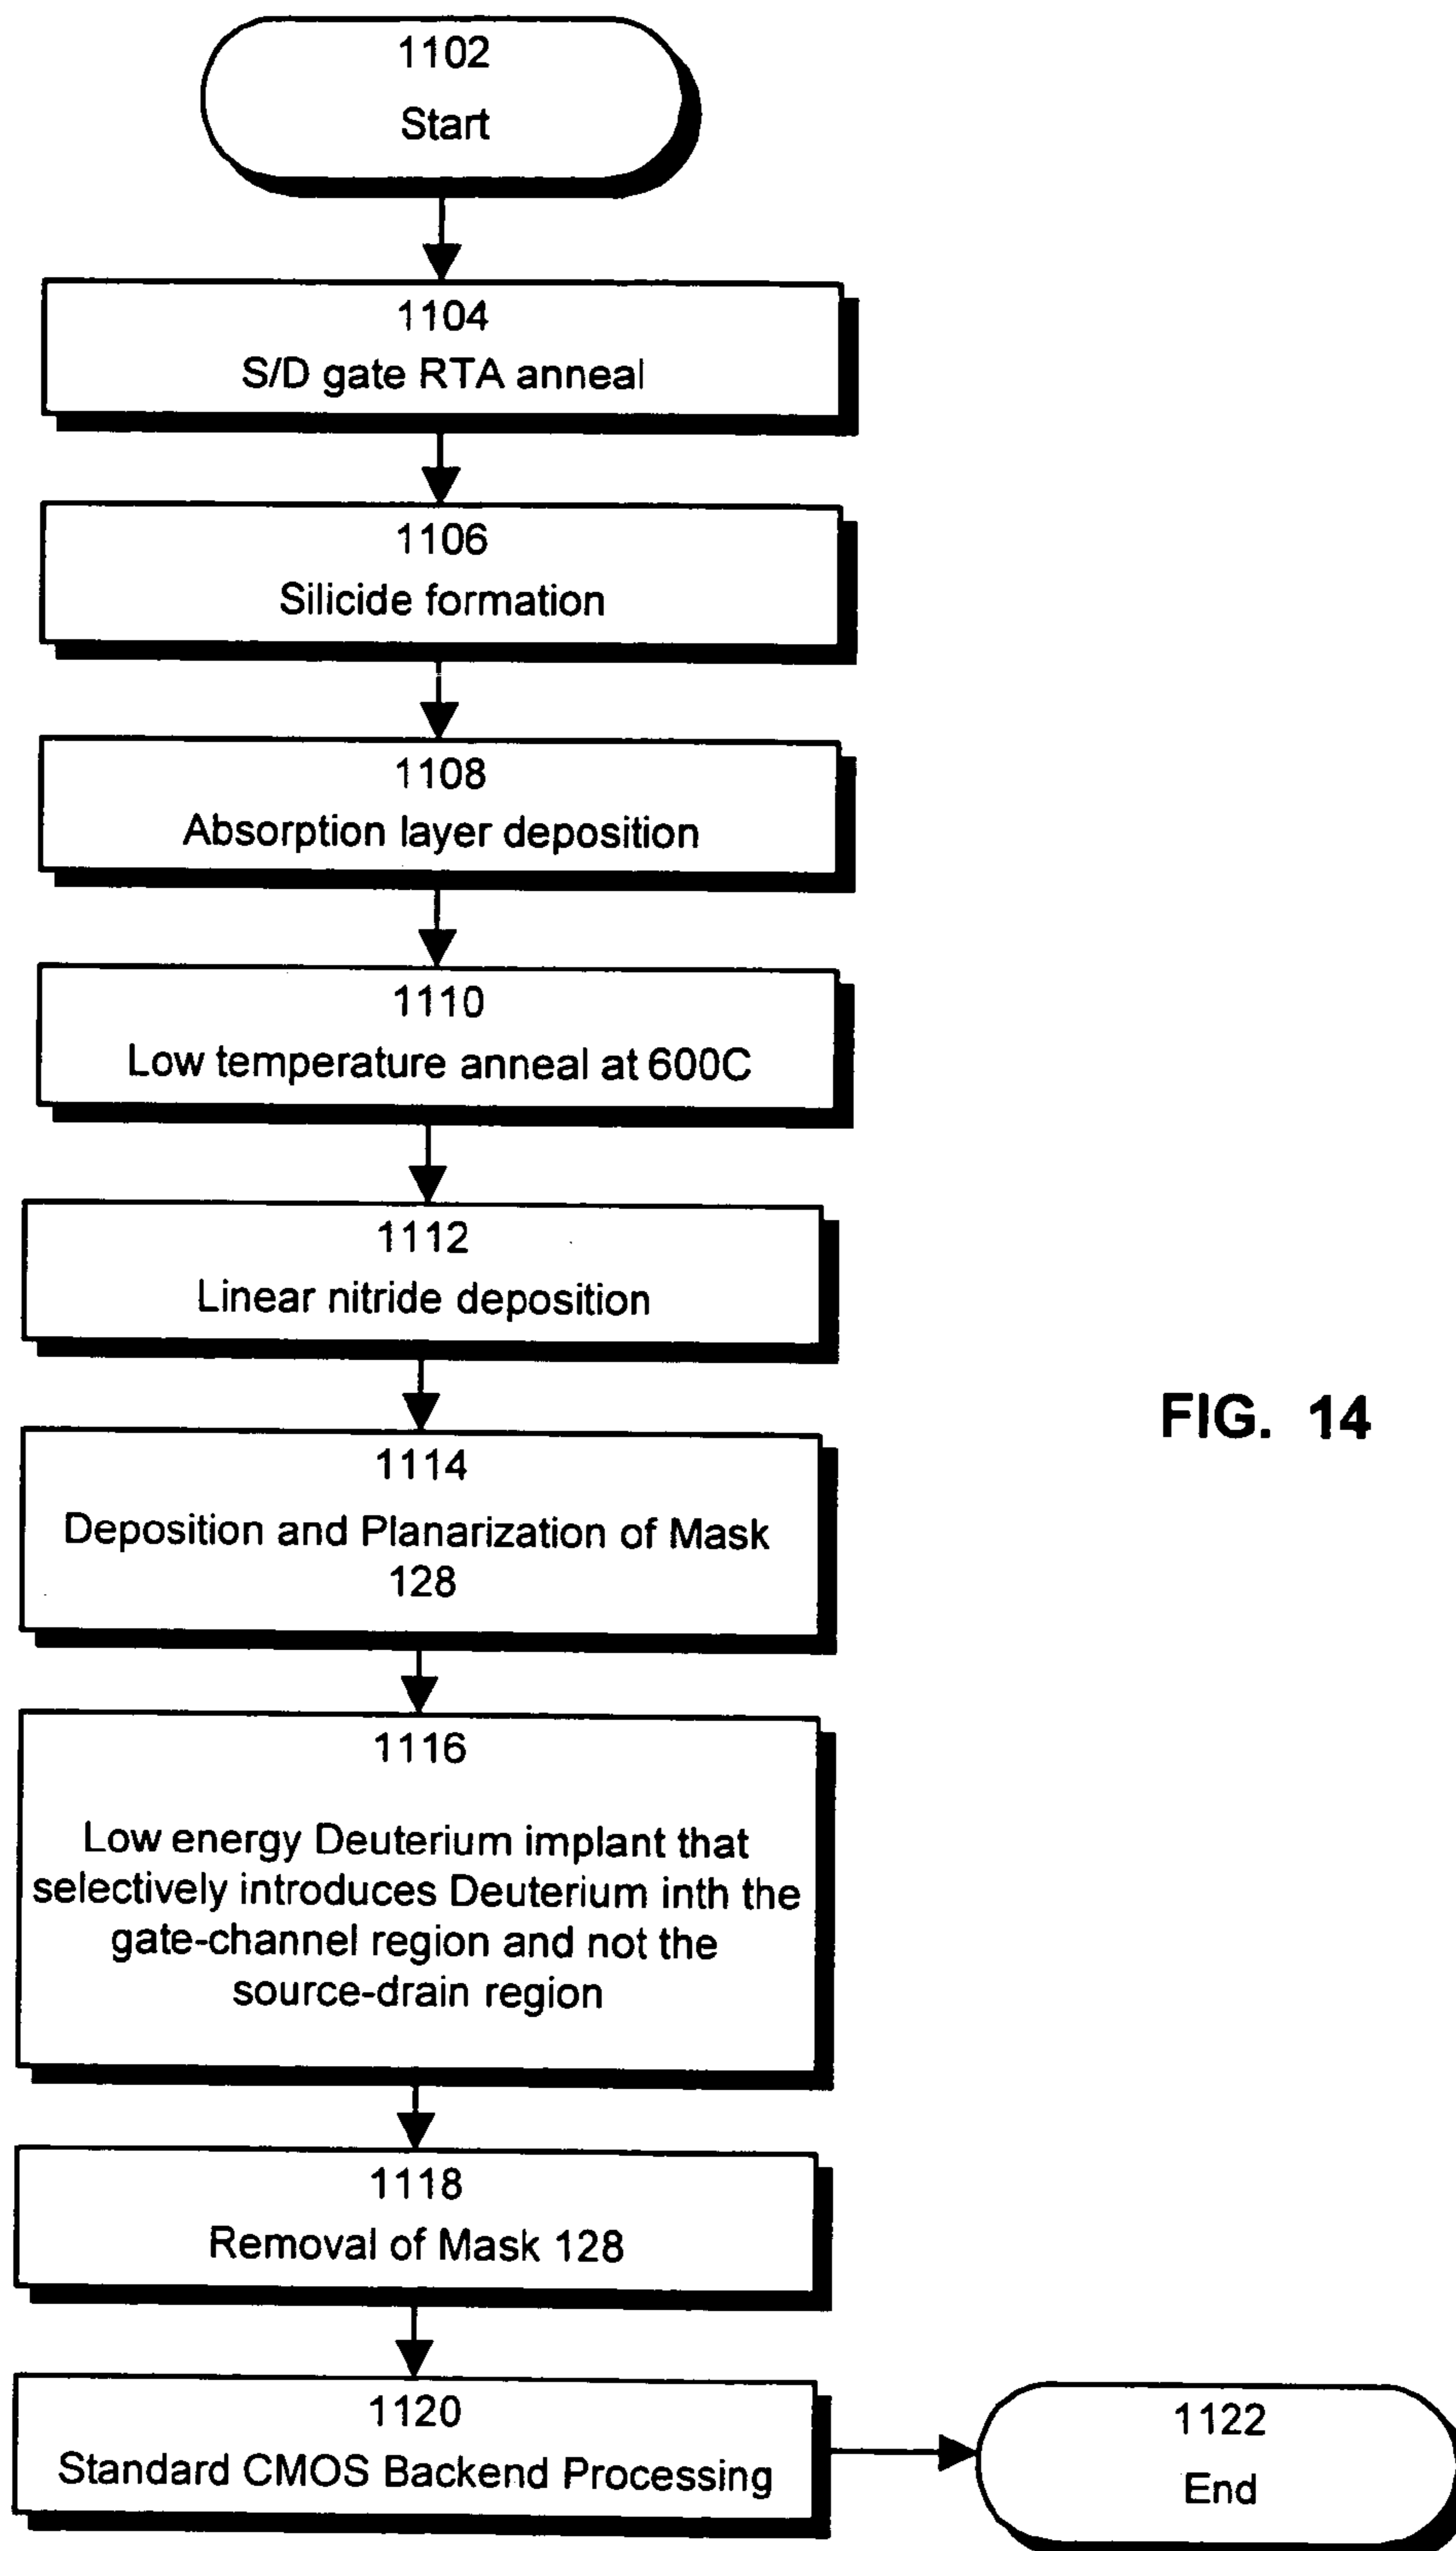 1102
Start
1104
S/D gate RTA anneal
1106
Silicide formation
1108
Absorption layer deposition
1110
Low temperature anneal at 600C
1112
Linear nitride deposition
FIG. 14
1114
Deposition and Planarization of Mask
128
1116
Low energy Deuterium implant that
selectively introduces Deuterium inth the
gate-channel region and not the
source-drain region
1118
Removal of Mask 128
1120
Standard CMOS Backend Processing
1122
End